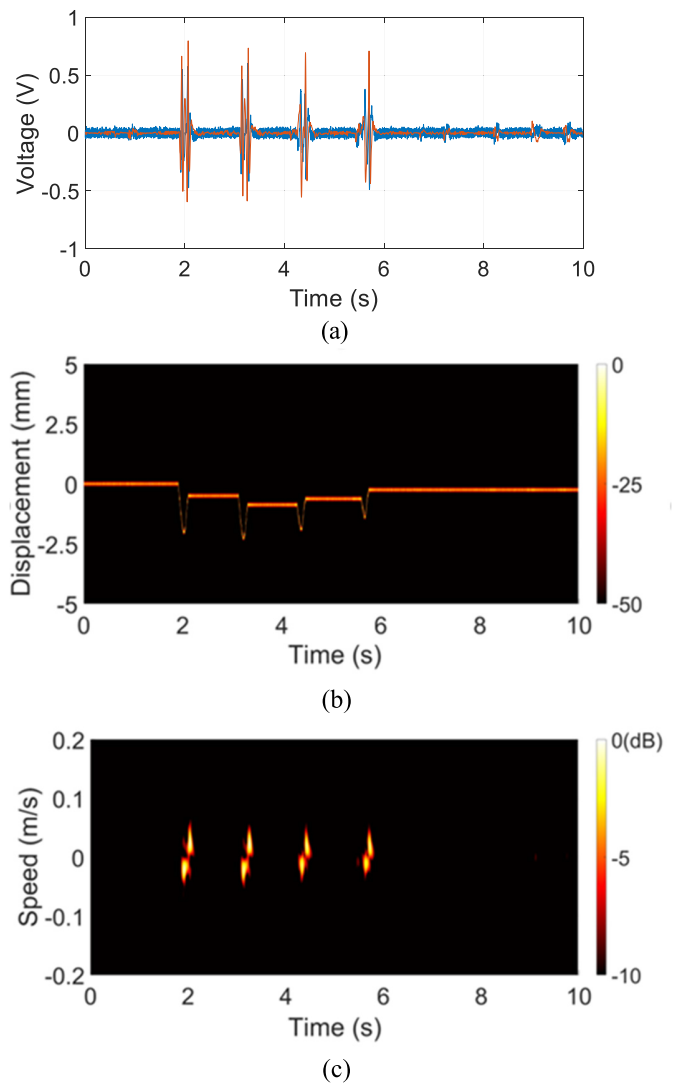 1
0.5
0
-0.5
-1
Voltage (V)
0 2 4 6 8 10
Time (s)
(a)
5
2.5
0
-2.5
-5
Displacement (mm)
0
-25
-50
0 2 4 6 8 10
Time (s)
(b)
0.2
0.1
0
-0.1
-0.2
Speed (m/s)
0(dB)
-5
-10
0 2 4 6 8 10
Time (s)
(c)